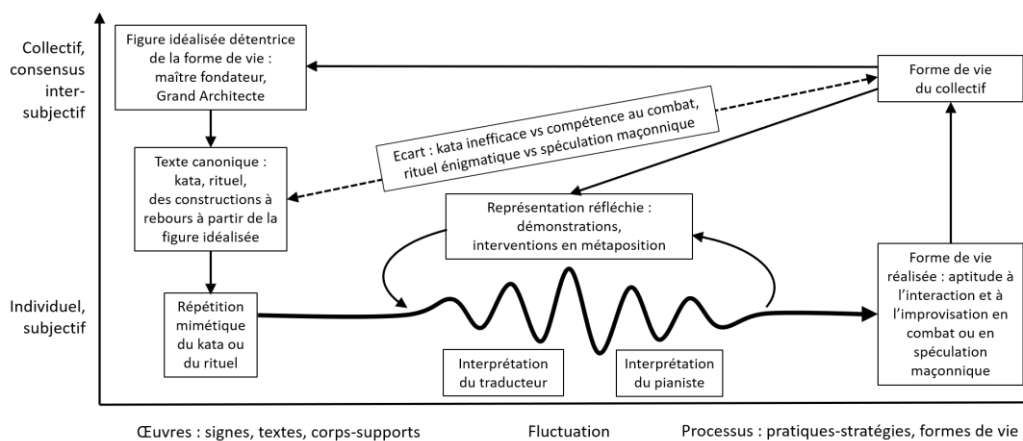 Collectif,
consensus
inter-
subjectif
Figure idéalisée détentrice
de la forme de vie :
maître fondateur,
Grand Architecte
Forme de vie
du collectif
Ecart : kata inefficace vs compétence au combat,
rituel énigmatique vs spéculation maçonnique
Texte canonique :
kata, rituel,
des constructions à
rebours à partir de la
figure idéalisée
Représentation réfléchie :
démonstrations,
interventions en métaposition
Individuel,
subjectif
Répétition
mimétique
du kata ou
du rituel
Interprétation
du traducteur
Interprétation
du pianiste
Forme de vie
réalisée : aptitude à
l’interaction et à
l’improvisation en
combat ou en
spéculation
maçonnique
Œuvres : signes, textes, corps-supports
Fluctuation
Processus : pratiques-stratégies, formes de vie